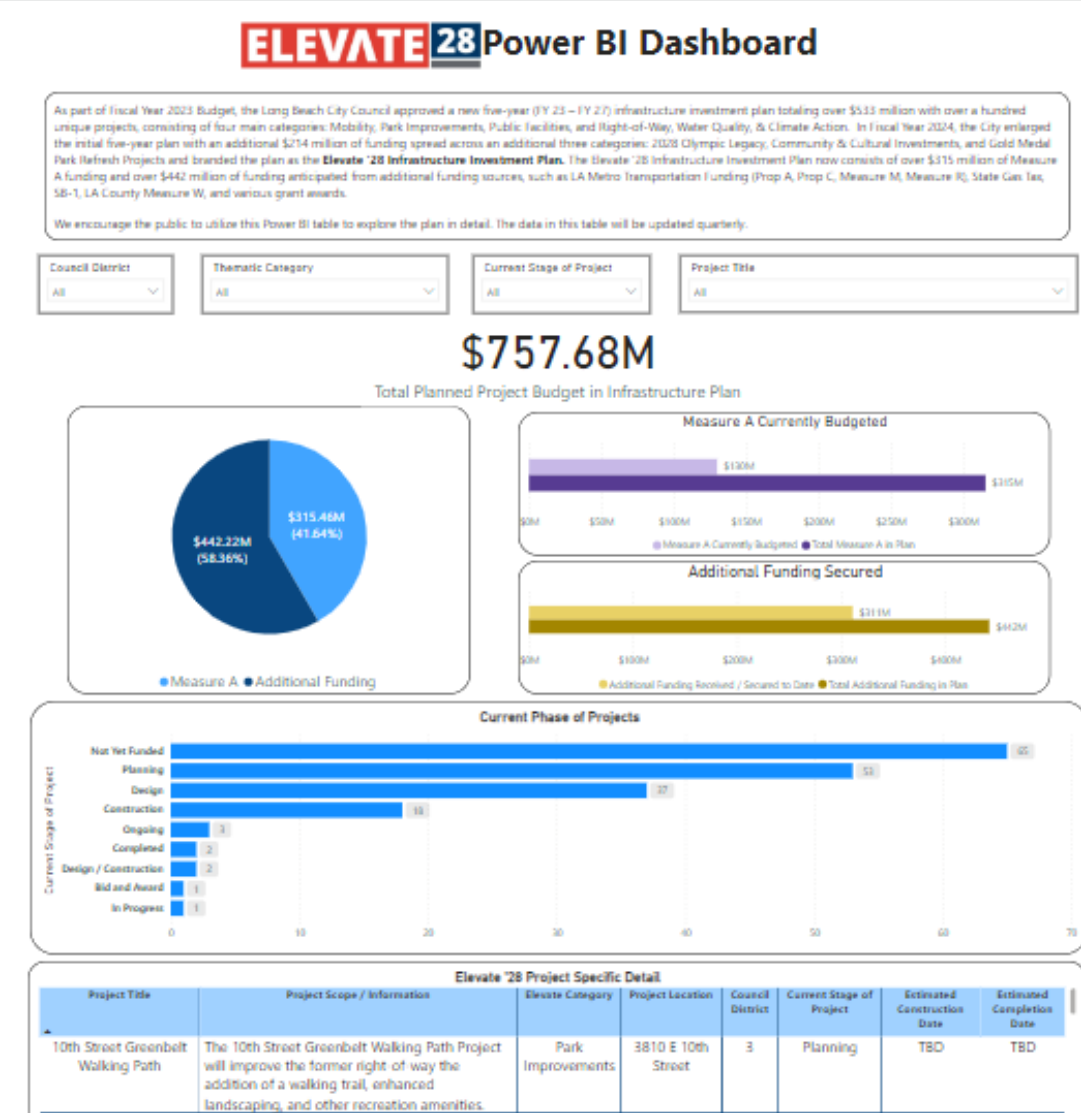 ELEVATE 28 Power BI Dashboard
As part of Fiscal Year 2023 Budget, the Long Beach City Council approved a new five-year (FY 23 – FY 27) infrastructure investment plan totaling over $533 million with over a hundred
unique projects, consisting of four main categories: Mobility, Park Improvements, Public Facilities, and Right-of-Way, Water Quality, & Climate Action. In Fiscal Year 2024, the City enlarged
the initial five-year plan with an additional $214 million of funding spread across an additional three categories: 2028 Olympic Legacy, Community & Cultural Investments, and Gold Medal
Park Refresh Projects and branded the plan as the Elevate '28 Infrastructure Investment Plan. The Elevate '28 Infrastructure Investment Plan now consists of over $315 million of Measure
A funding and over $442 million of funding anticipated from additional funding sources, such as LA Metro Transportation Funding (Prop A, Prop C, Measure M, Measure R), State Gas Tax,
SB-1, LA County Measure W, and various grant awards.
We encourage the public to utilize this Power BI table to explore the plan in detail. The data in this table will be updated quarterly.
Council District Thematic Category Current Stage of Project Project Title
All All All All
$757.68M
Total Planned Project Budget in Infrastructure Plan
$315.46M
(41.64%)
$442.22M
(58.36%)
Measure A Additional Funding
Measure A Currently Budgeted
$130M
$315M
$0M $50M $100M $150M $200M $250M $300M
Measure A Currently Budgeted Total Measure A in Plan
Additional Funding Secured
$311M
$442M
$0M $100M $200M $300M $400M
Additional Funding Received / Secured to Date Total Additional Funding in Plan
Current Phase of Projects
Current Stage of Project
Not Yet Funded 65
Planning 53
Design 37
Construction 18
Ongoing 3
Completed 2
Design / Construction 2
Bid and Award 1
In Progress 1
0 10 20 30 40 50 60 70
Elevate '28 Project Specific Detail
Project Title Project Scope / Information Elevate Category Project Location Council Current Stage of Estimated Estimated
District Project Construction Completion
Date Date
10th Street Greenbelt The 10th Street Greenbelt Walking Path Project Park 3810 E 10th 3 Planning TBD TBD
Walking Path will improve the former right-of-way the Improvements Street
addition of a walking trail, enhanced
landscaping, and other recreation amenities.